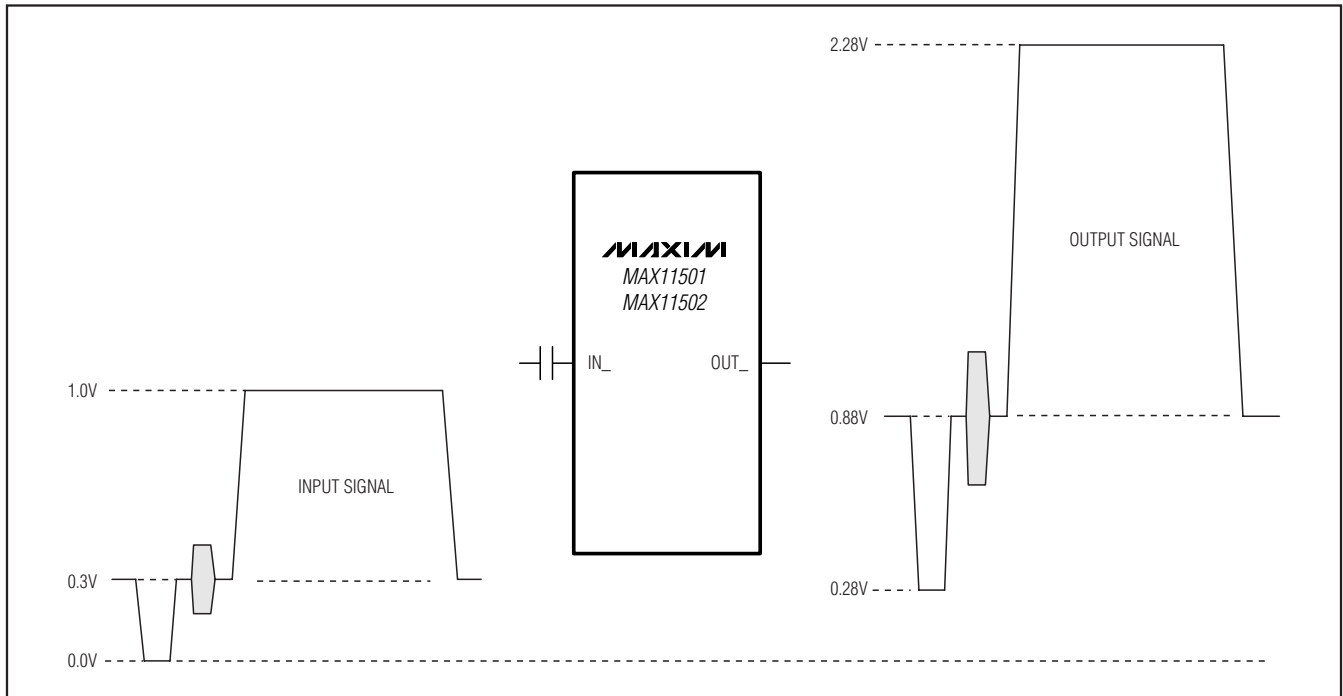 1.0V
0.3V
0.0V
INPUT SIGNAL
MAXIM
MAX11501
MAX11502
IN_
OUT_
2.28V
0.88V
0.28V
OUTPUT SIGNAL